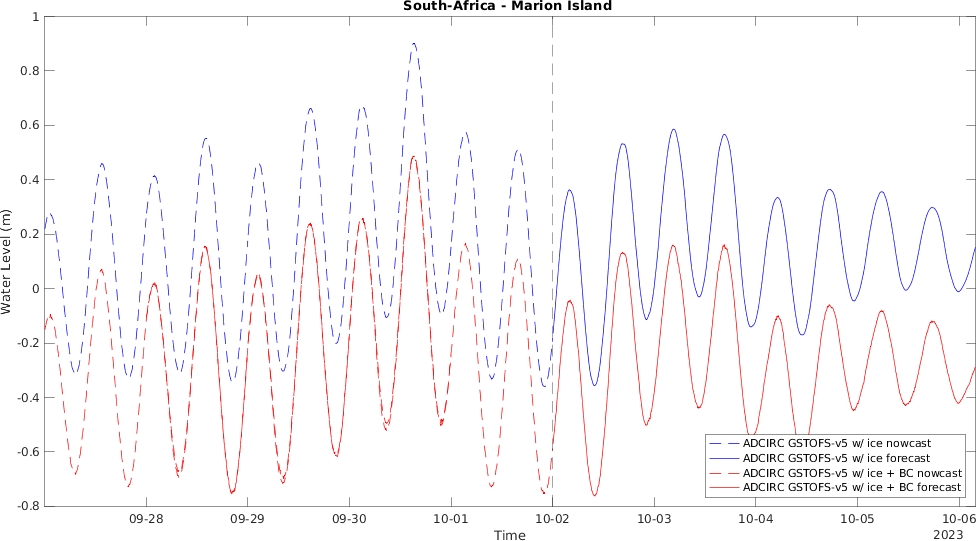 South-Africa - Marion Island
1
0.8
0.6
0.4
0.2
0
-0.2
-0.4
-0.6
-0.8
Water Level (m)
ADCIRC GSTOFS-v5 w/ ice nowcast
ADCIRC GSTOFS-v5 w/ ice forecast
ADCIRC GSTOFS-v5 w/ ice + BC nowcast
ADCIRC GSTOFS-v5 w/ ice + BC forecast
09-28 09-29 09-30 10-01 10-02 10-03 10-04 10-05 10-06
Time
2023